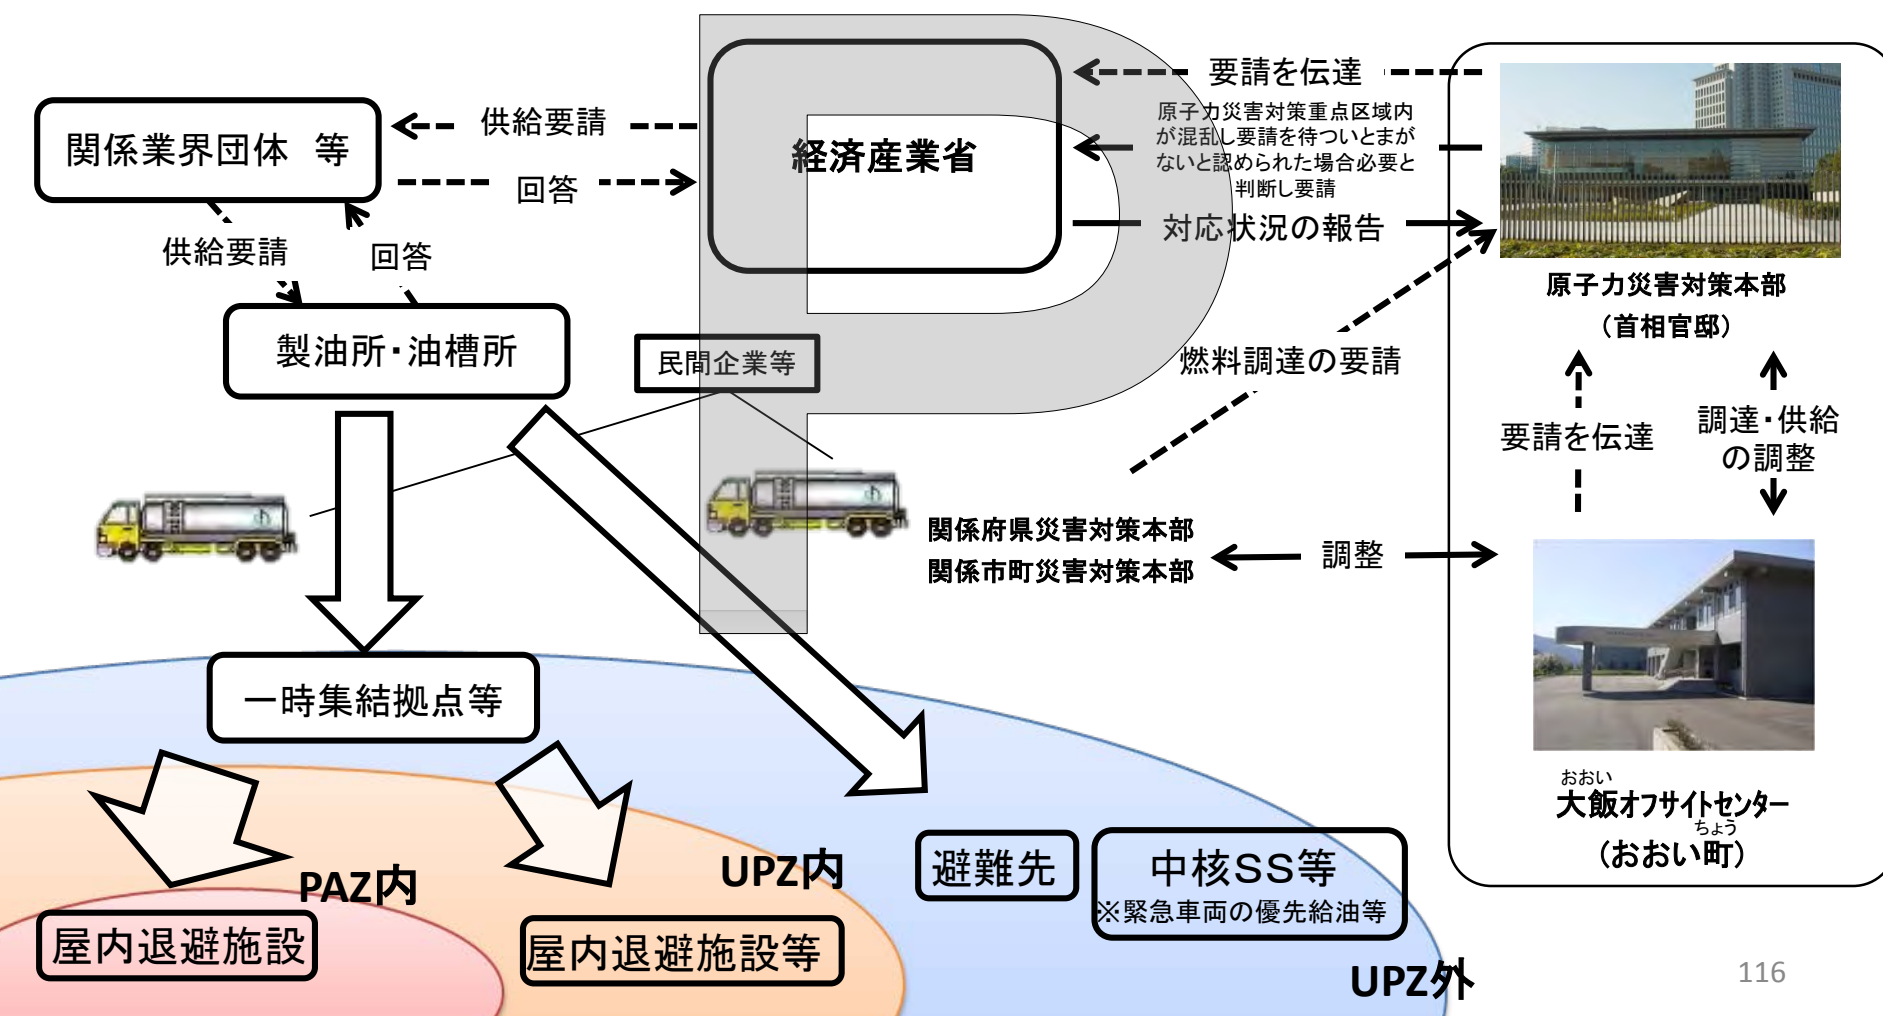 要請を伝達
原子力災害対策重点区域内
が混乱し要請を待ついとまが
ないと認められた場合必要と
判断し要請
対応状況の報告
供給要請
回答
関係業界団体　等
経済産業省
供給要請
回答
製油所・油槽所
民間企業等
燃料調達の要請
原子力災害対策本部
（首相官邸）
要請を伝達
調達・供給
の調整
関係府県災害対策本部
関係市町災害対策本部
調整
一時集結拠点等
おおい
大飯オフサイトセンター
ちょう
（おおい町）
PAZ内
UPZ内
避難先
中核SS等
※緊急車両の優先給油等
屋内退避施設
屋内退避施設等
UPZ外
116
P